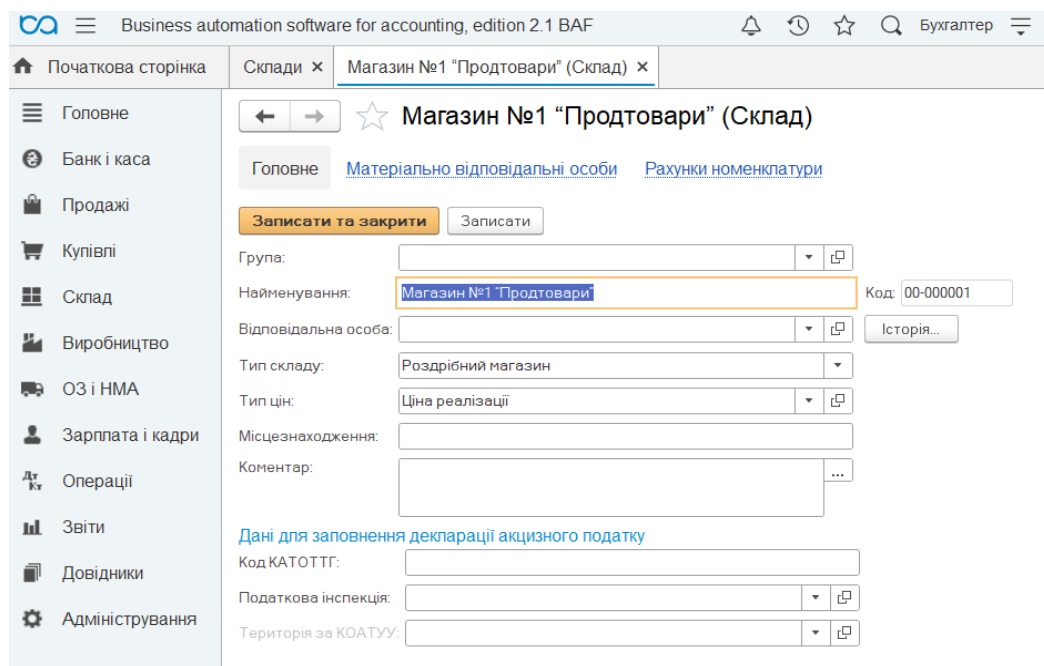 Business automation software for accounting, edition 2.1 BAF
Бухгалтер
Початкова сторінка
Склади ×
Магазин №1 “Продтовари” (Склад) ×
Головне
Банк і каса
Продажі
Купівлі
Склад
Виробництво
ОЗ і НМА
Зарплата і кадри
Операції
Звіти
Довідники
Адміністрування
Магазин №1 “Продтовари” (Склад)
Головне
Матеріально відповідальні особи
Рахунки номенклатури
Записати та закрити
Записати
Група:
Найменування: Магазин №1 "Продтовари"
Код: 00-000001
Відповідальна особа:
Історія...
Тип складу: Роздрібний магазин
Тип цін: Ціна реалізації
Місцезнаходження:
Коментар:
...
Дані для заповнення декларації акцизного податку
Код КАТОТТГ:
Податкова інспекція:
Територія за КОАТУУ: